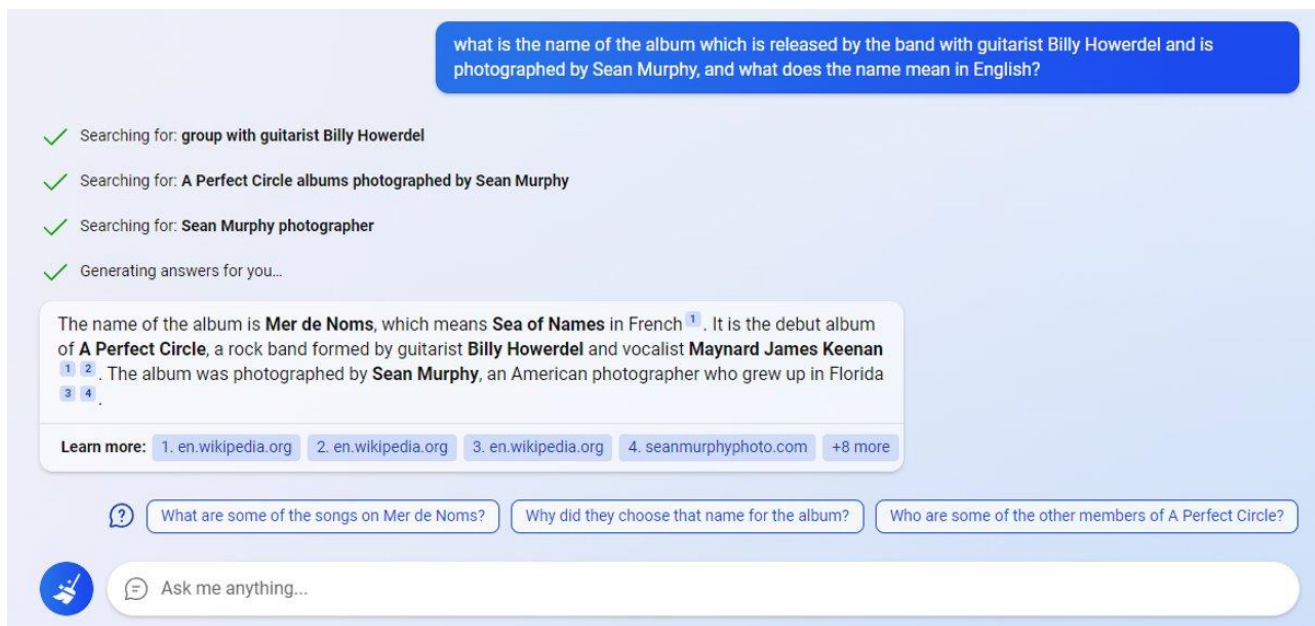 what is the name of the album which is released by the band with guitarist Billy Howerdel and is
photographed by Sean Murphy, and what does the name mean in English?
Searching for: group with guitarist Billy Howerdel
Searching for: A Perfect Circle albums photographed by Sean Murphy
Searching for: Sean Murphy photographer
Generating answers for you...
The name of the album is Mer de Noms, which means Sea of Names in French 1 . It is the debut album
of A Perfect Circle, a rock band formed by guitarist Billy Howerdel and vocalist Maynard James Keenan
1 2 . The album was photographed by Sean Murphy, an American photographer who grew up in Florida
3 4 .
Learn more: 1. en.wikipedia.org 2. en.wikipedia.org 3. en.wikipedia.org 4. seanmurphyphoto.com +8 more
What are some of the songs on Mer de Noms? Why did they choose that name for the album? Who are some of the other members of A Perfect Circle?
Ask me anything...